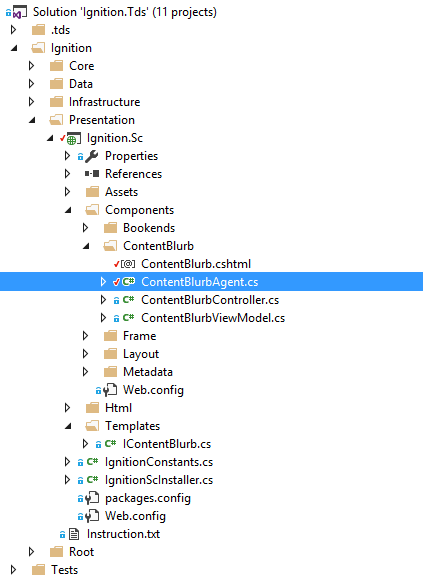 Solution 'Ignition.Tds' (11 projects)
.tds
Ignition
Core
Data
Infrastructure
Presentation
Ignition.Sc
Properties
References
Assets
Components
Bookends
ContentBlurb
[@] ContentBlurb.cshtml
C# ContentBlurbAgent.cs
C# ContentBlurbController.cs
C# ContentBlurbViewModel.cs
Frame
Layout
Metadata
Web.config
Html
Templates
C# IContentBlurb.cs
C# IgnitionConstants.cs
C# IgnitionScInstaller.cs
packages.config
Web.config
Instruction.txt
Root
Tests